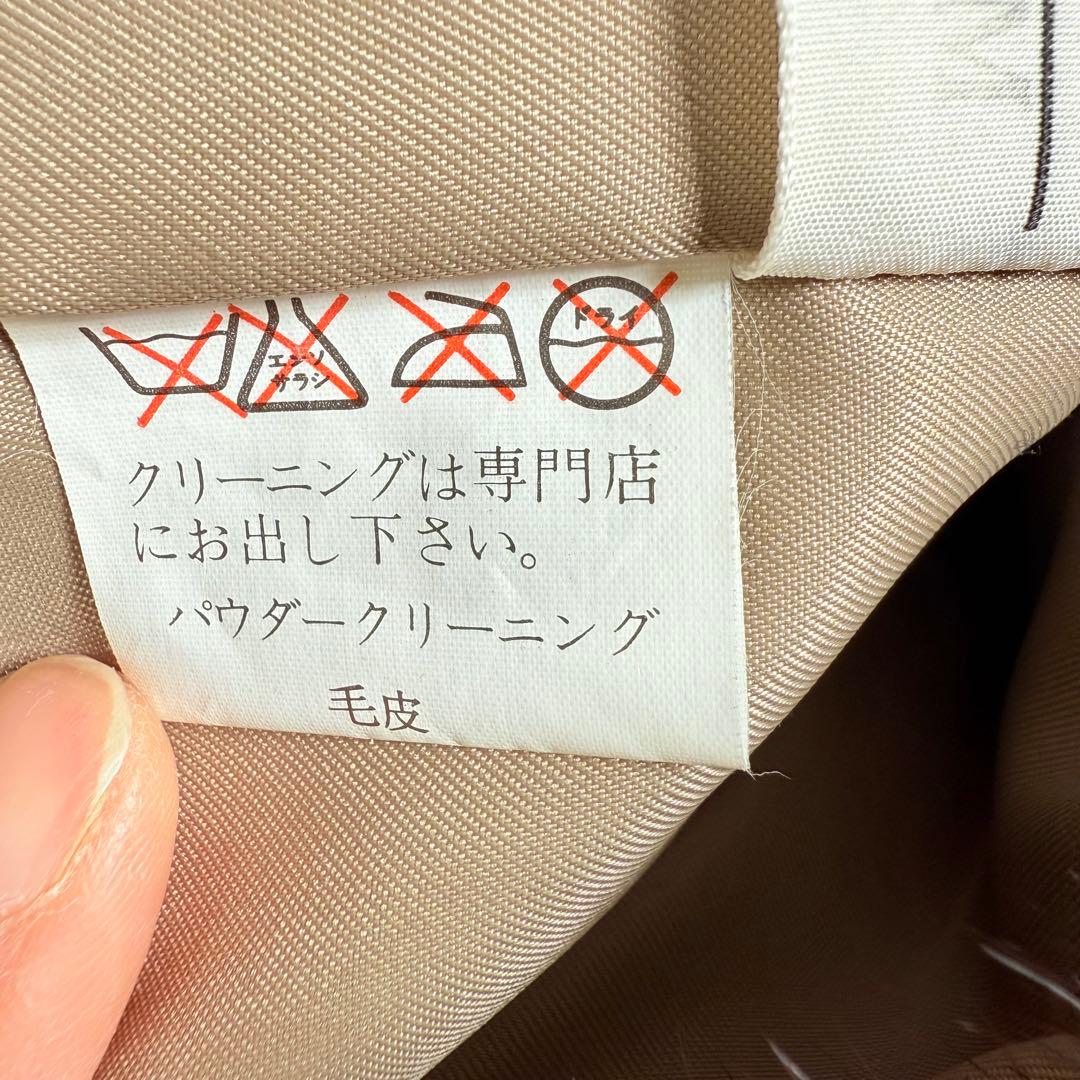 エンソ
サラシ
ドライ
クリーニングは専門店
にお出し下さい。
パウダークリーニング
毛皮